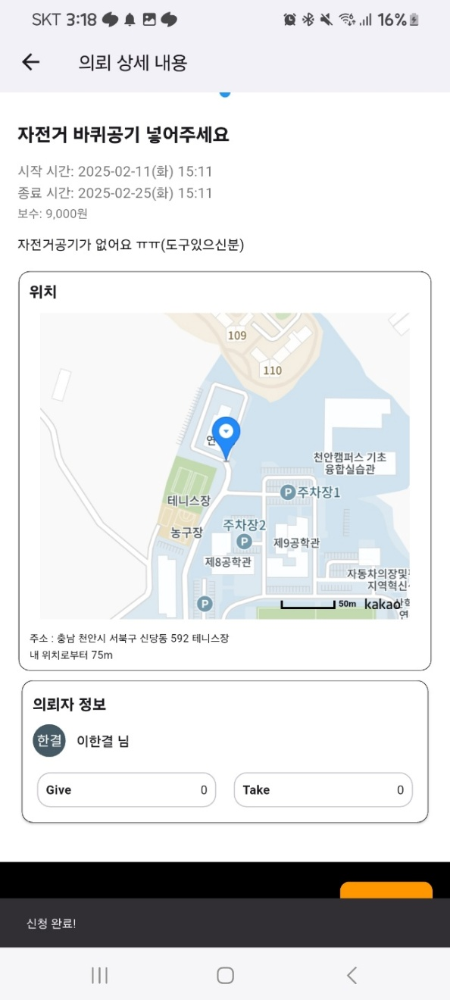 SKT 3:18 16%
의뢰 상세 내용
자전거 바퀴공기 넣어주세요
시작 시간: 2025-02-11(화) 15:11
종료 시간: 2025-02-25(화) 15:11
보수: 9,000원
자전거공기가 없어요 ㅠㅠ(도구있으신분)
위치
109
110
천안캠퍼스 기초
융합실습관
P 주차장1
테니스장
주차장2
농구장
P
제9공학관
제8공학관
자동차의장및
지역혁신
P
50m kakao
주소 : 충남 천안시 서북구 신당동 592 테니스장
내 위치로부터 75m
의뢰자 정보
한결 이한결 님
Give 0 Take 0
신청 완료!